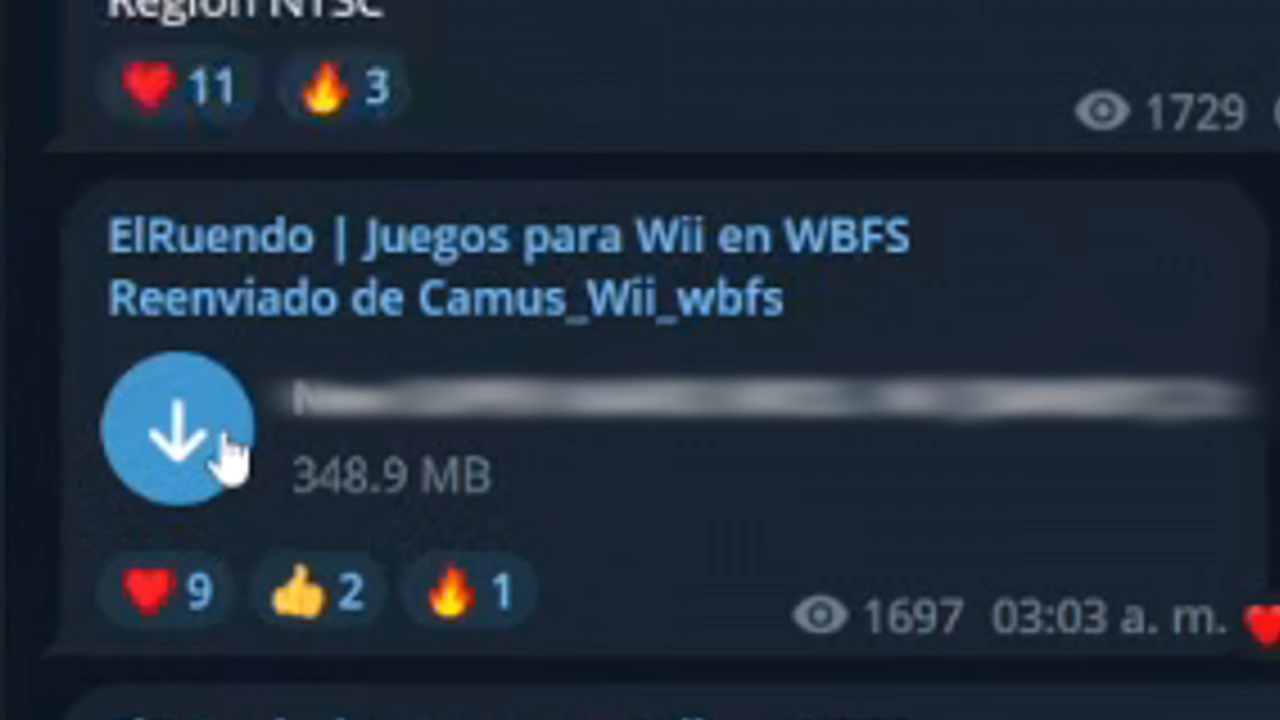 Región NTSC
11 3
1729
ElRuendo | Juegos para Wii en WBFS
Reenviado de Camus_Wii_wbfs
348.9 MB
9 2 1
1697 03:03 a. m.